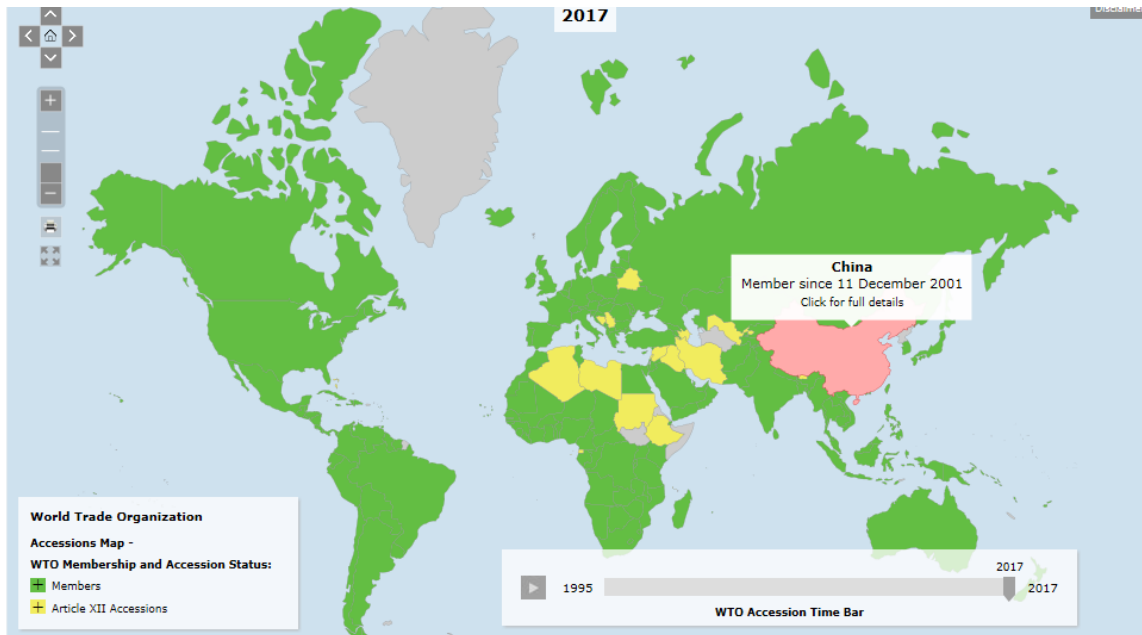 2017
China
Member since 11 December 2001
Click for full details
World Trade Organization
Accessions Map -
WTO Membership and Accession Status:
Members
Article XII Accessions
2017
1995
2017
WTO Accession Time Bar